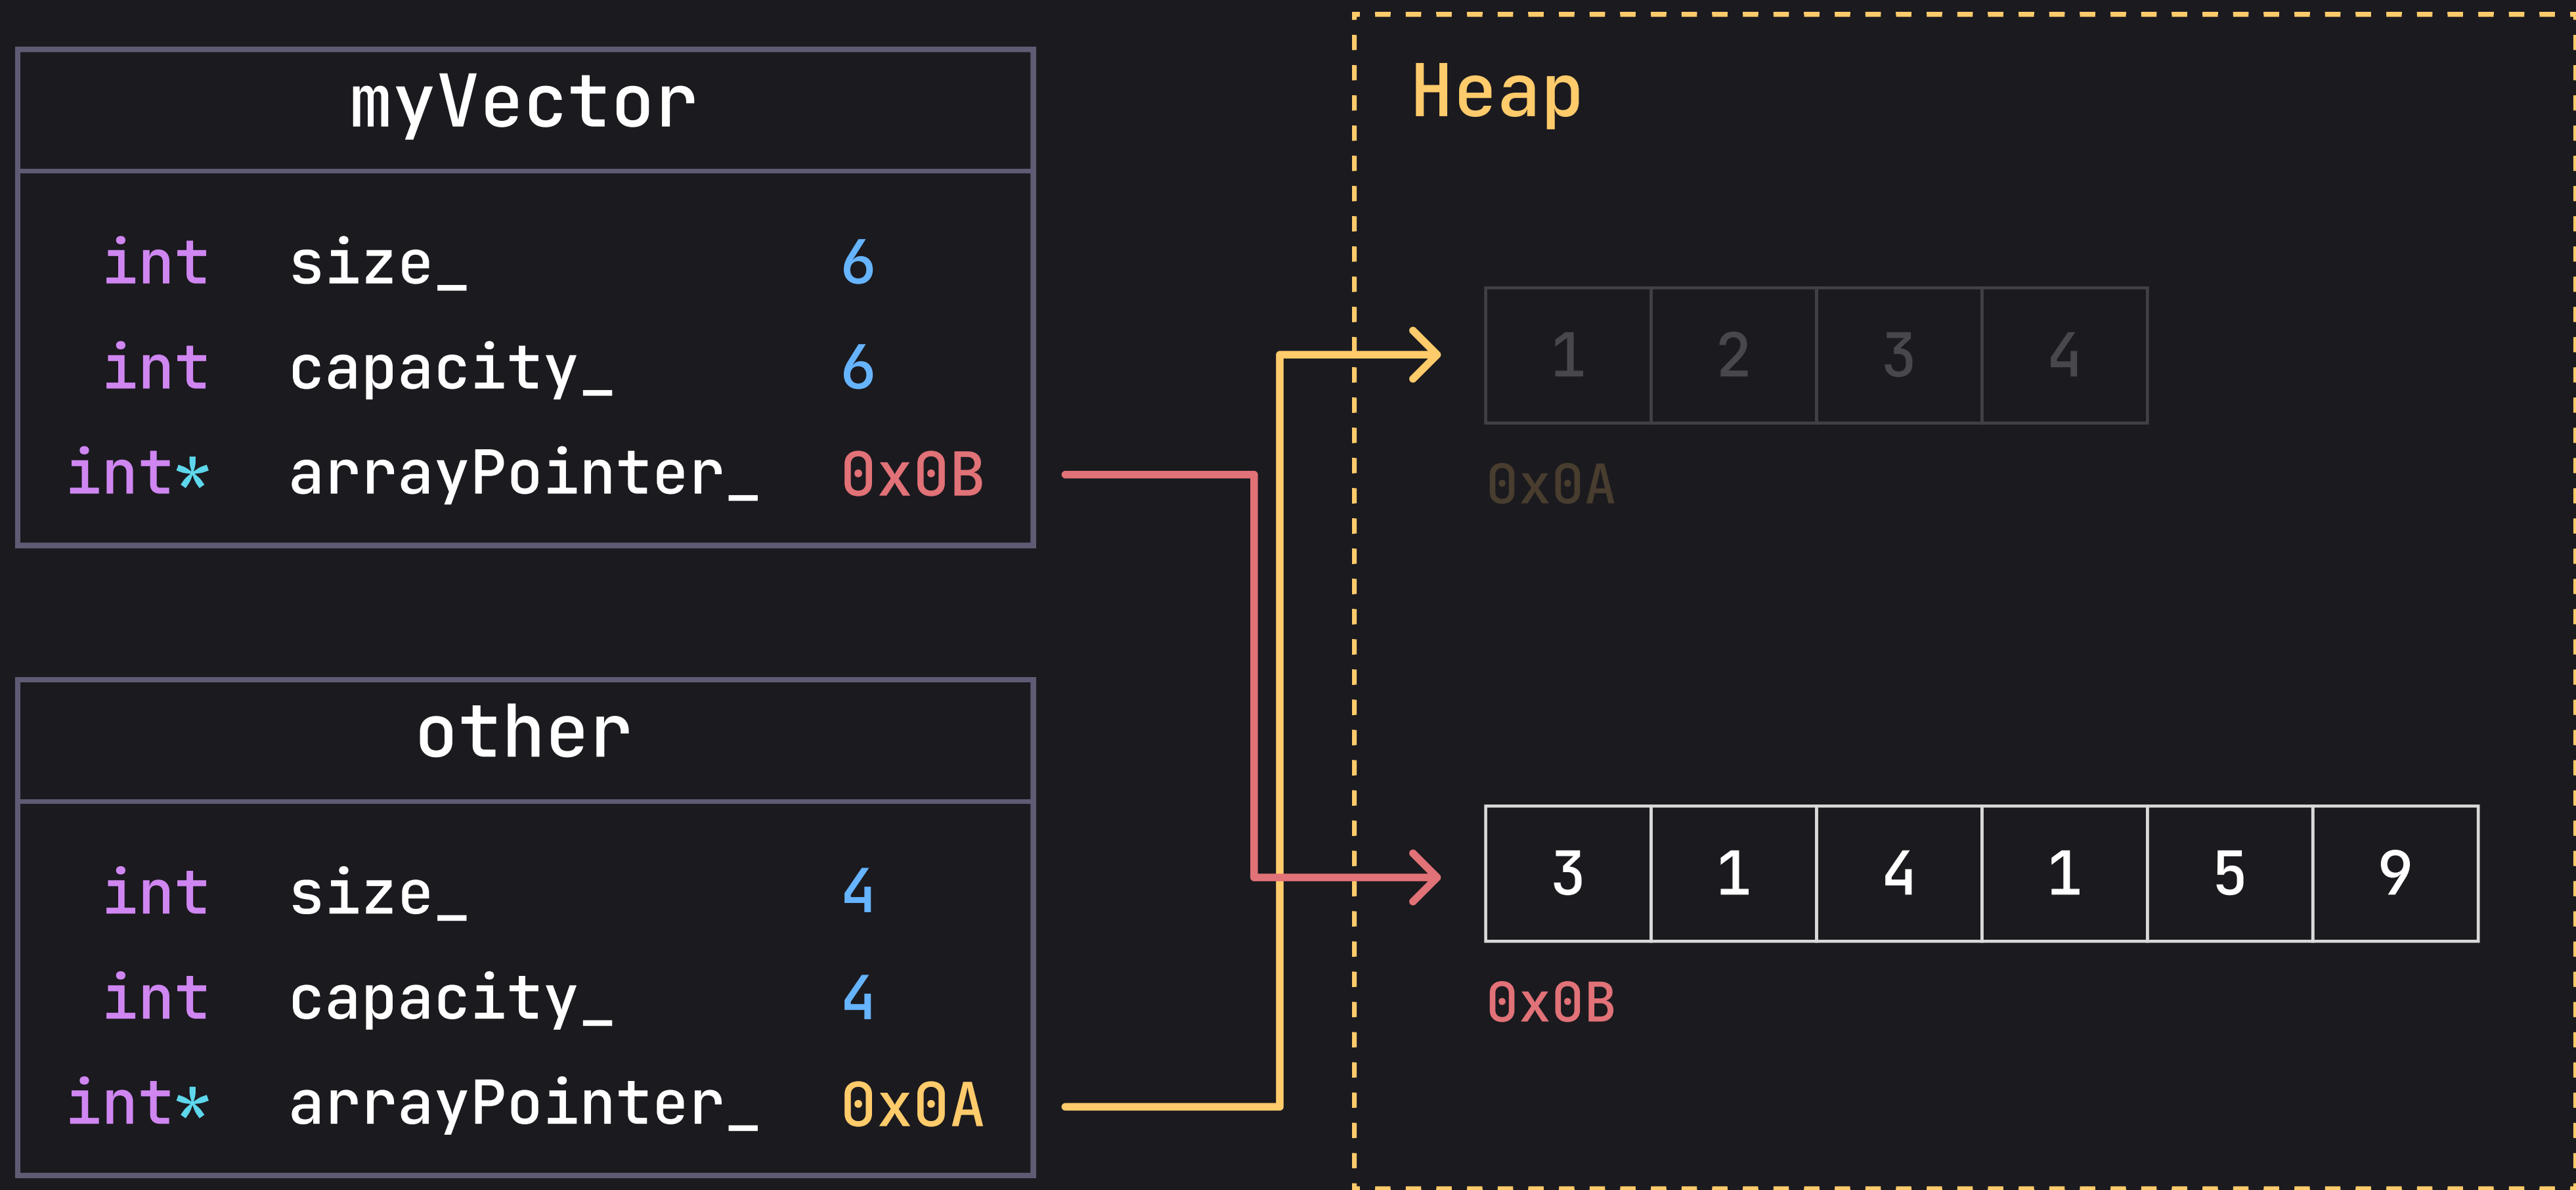 myVector
int size_ 6
int capacity_ 6
int* arrayPointer_ 0x0B
other
int size_ 4
int capacity_ 4
int* arrayPointer_ 0x0A
Heap
1 2 3 4
0x0A
3 1 4 1 5 9
0x0B